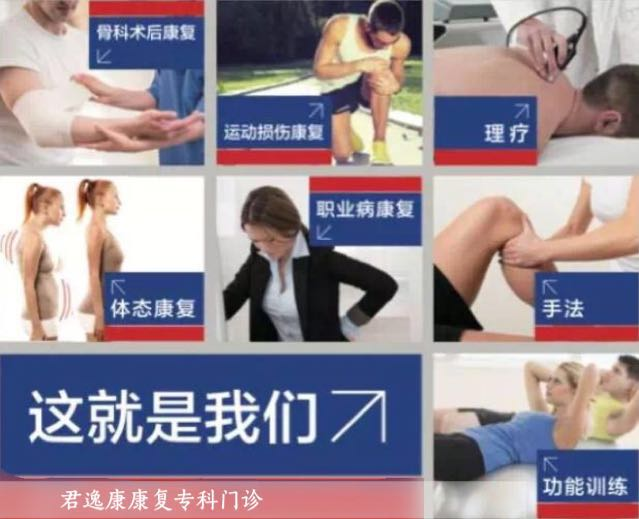 骨科术后康复
运动损伤康复
理疗
体态康复
职业病康复
手法
这就是我们
功能训练
君逸康康复专科门诊